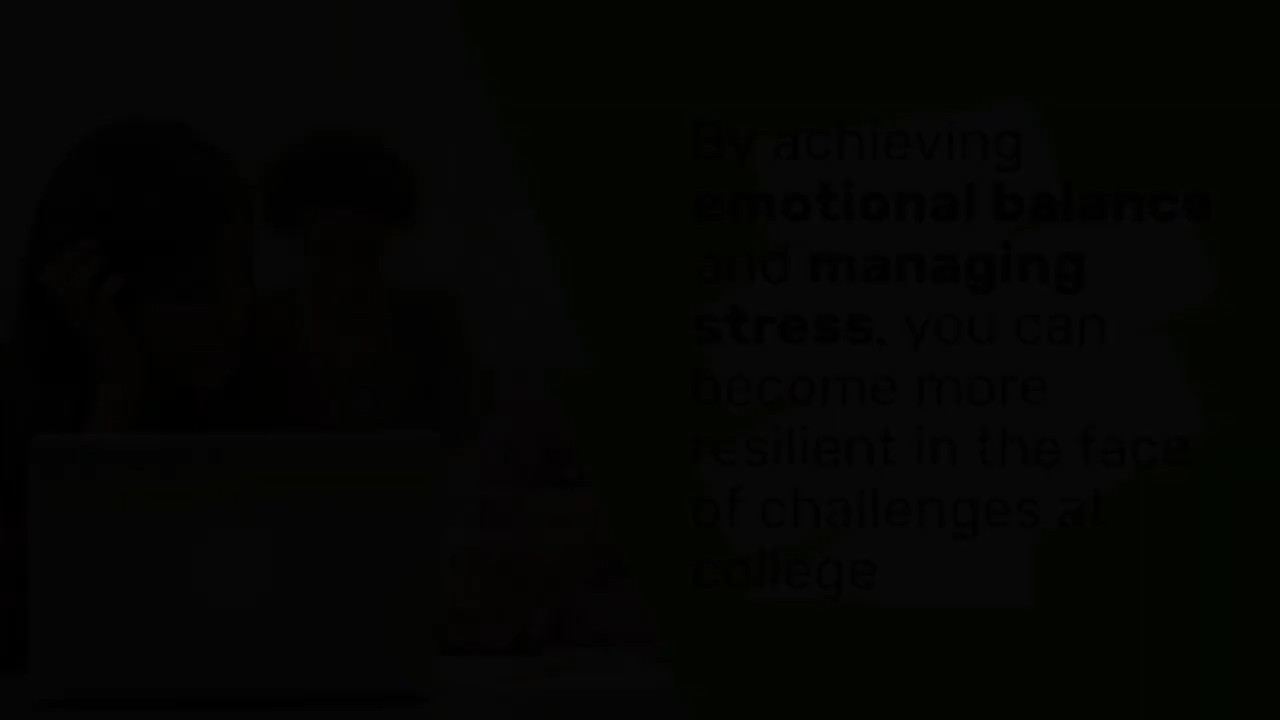 By achieving
emotional balance
and managing
stress, you can
become more
resilient in the face
of challenges at
college